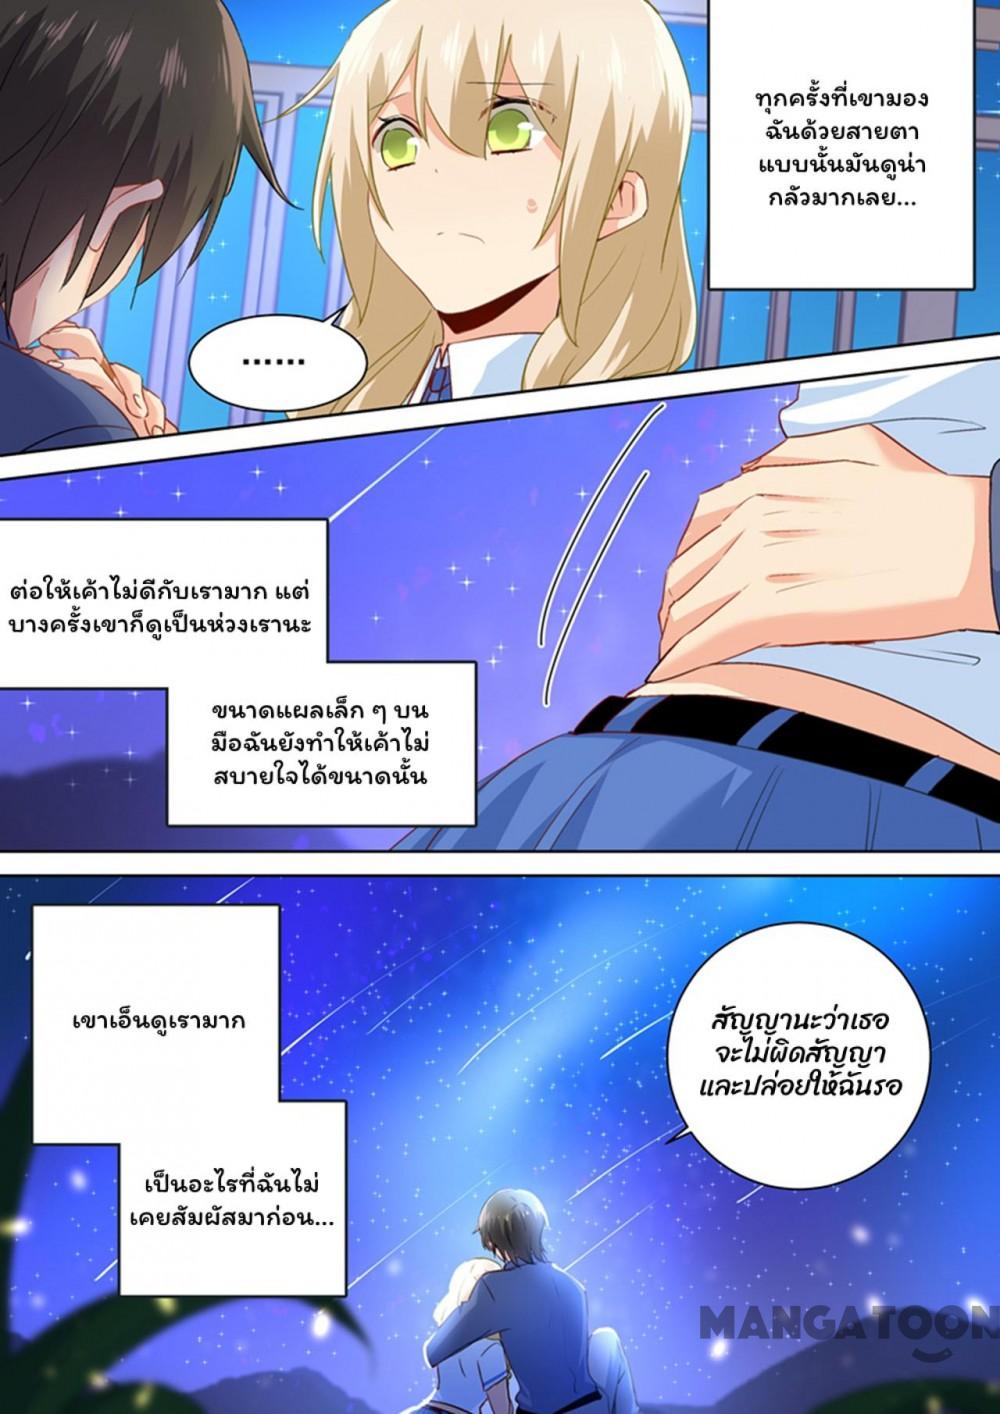 ทุกครั้งที่เขามอง
ฉันด้วยสายตา
แบบนั้นมันดูน่า
กลัวมากเลย...
......
ต่อให้เค้าไม่ดีกับเรามาก แต่
บางครั้งเขาก็ดูเป็นห่วงเรานะ
ขนาดแผลเล็ก ๆ บน
มือฉันยังทำให้เค้าไม่
สบายใจได้ขนาดนั้น
เขาเอ็นดูเรามาก
สัญญานะว่าเธอ
จะไม่ผิดสัญญา
และปล่อยให้ฉันรอ
เป็นอะไรที่ฉันไม่
เคยสัมผัสมาก่อน...
MANGATOON